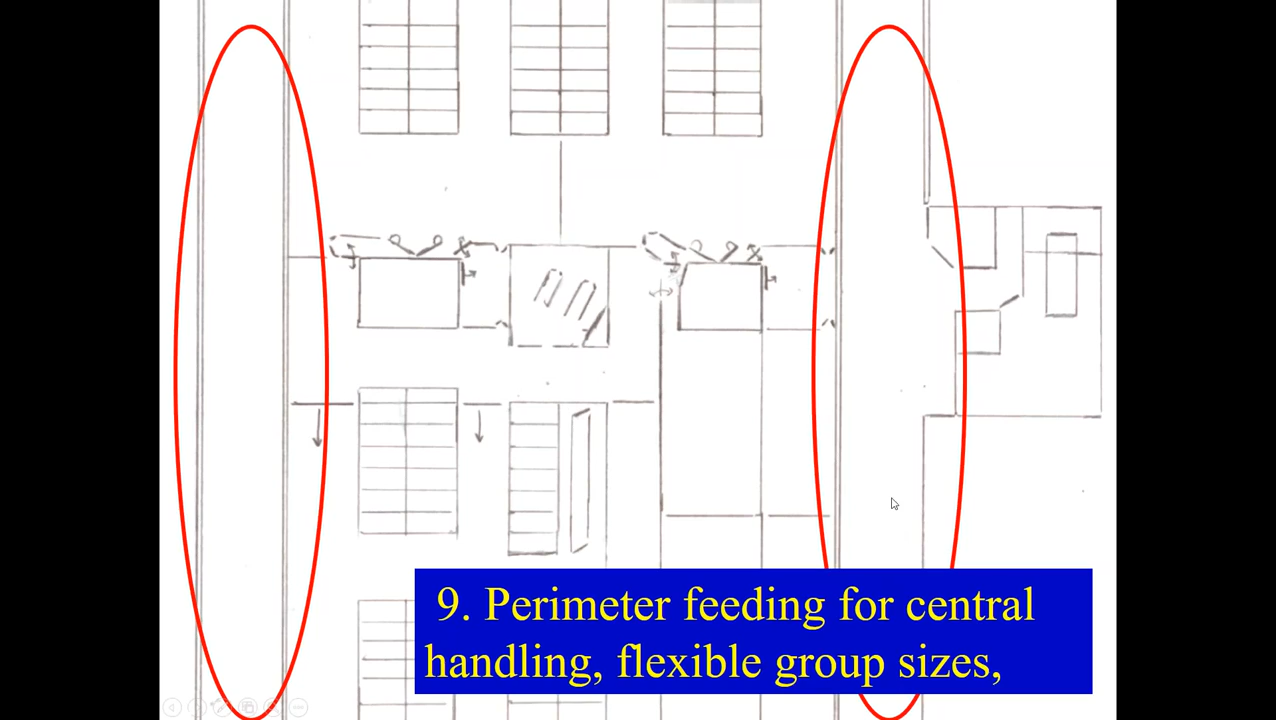 9. Perimeter feeding for central
handling, flexible group sizes,